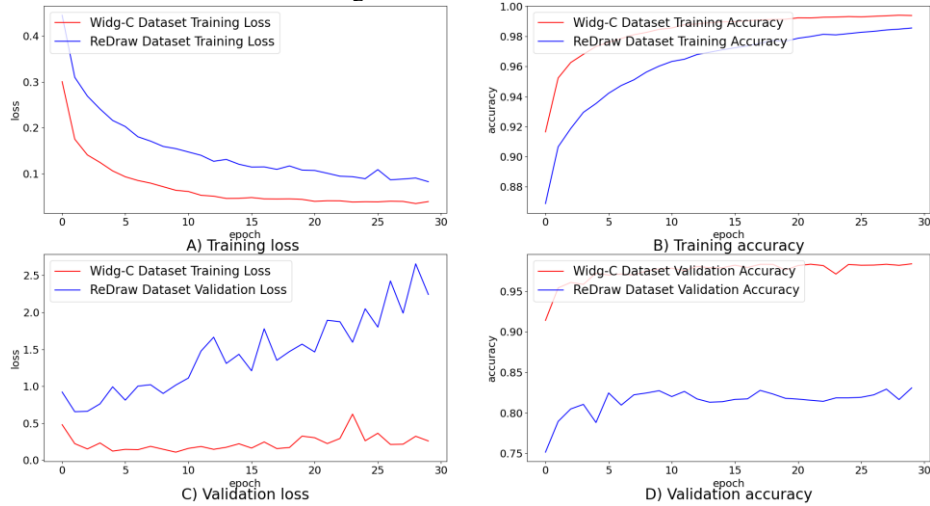 Widg-C Dataset Training Loss
ReDraw Dataset Training Loss
0.4
0.3
0.2
0.1
loss
0 5 10 15 20 25 30
epoch
A) Training loss
Widg-C Dataset Training Accuracy
ReDraw Dataset Training Accuracy
1.00
0.98
0.96
0.94
0.92
0.90
0.88
accuracy
0 5 10 15 20 25 30
epoch
B) Training accuracy
Widg-C Dataset Training Loss
ReDraw Dataset Validation Loss
2.5
2.0
1.5
1.0
0.5
0.0
loss
0 5 10 15 20 25 30
epoch
C) Validation loss
Widg-C Dataset Validation Accuracy
ReDraw Dataset Validation Accuracy
0.95
0.90
0.85
0.80
0.75
accuracy
0 5 10 15 20 25 30
epoch
D) Validation accuracy